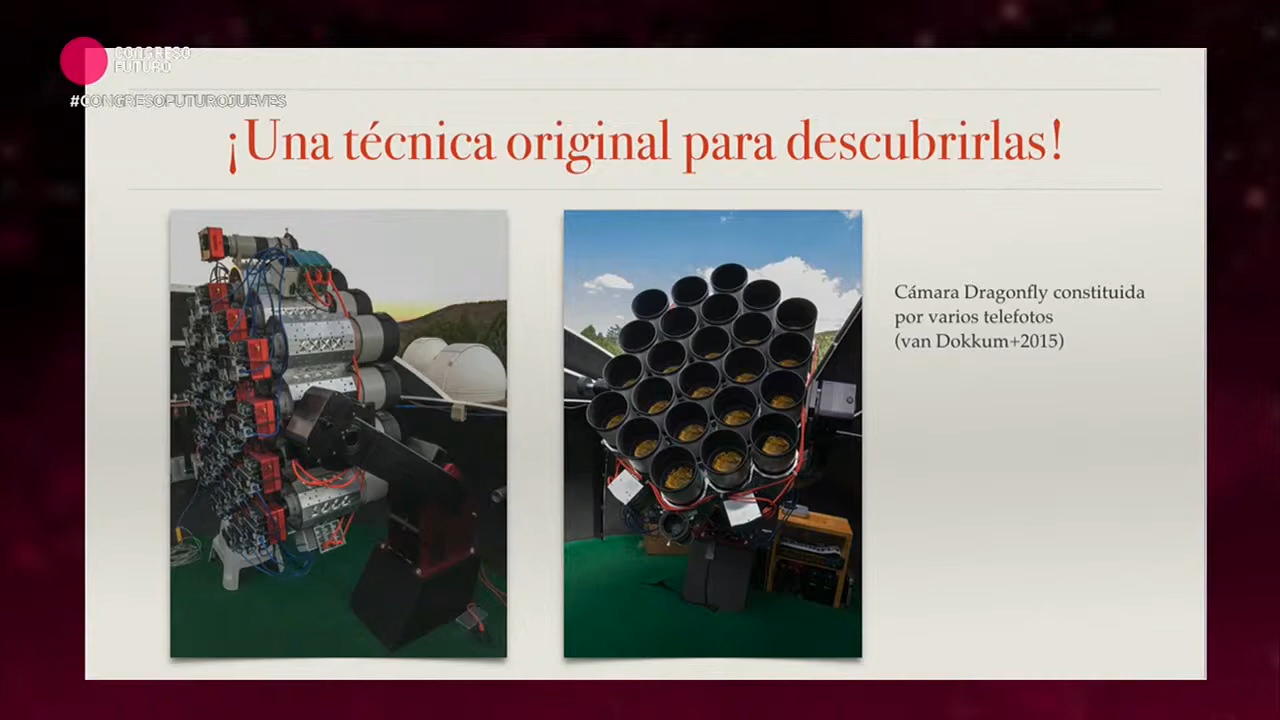 CONGRESO
FUTURO
#CONGRESOFUTUROJUEVES
¡Una técnica original para descubrirlas!
Cámara Dragonfly constituida
por varios telefotos
(van Dokkum+2015)